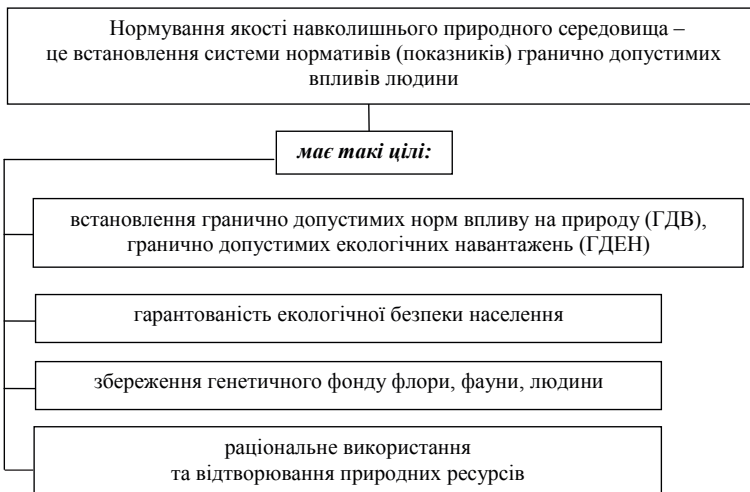 Нормування якості навколишнього природного середовища –
це встановлення системи нормативів (показників) гранично допустимих
впливів людини
має такі цілі:
встановлення гранично допустимих норм впливу на природу (ГДВ),
гранично допустимих екологічних навантажень (ГДЕН)
гарантованість екологічної безпеки населення
збереження генетичного фонду флори, фауни, людини
раціональне використання
та відтворювання природних ресурсів